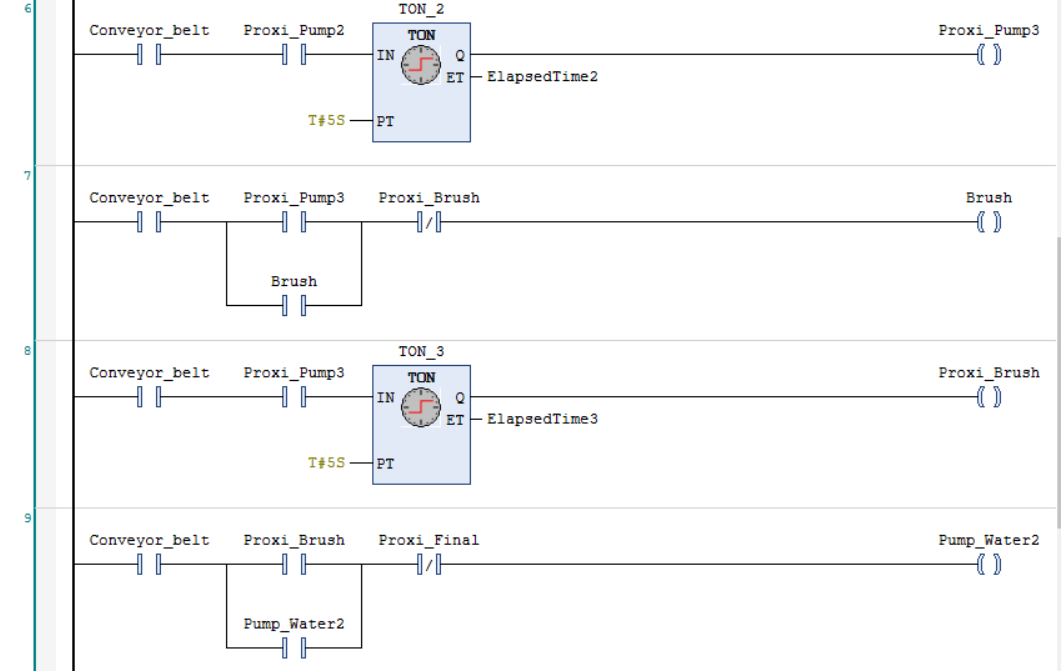 6
TON_2
Conveyor_belt Proxi_Pump2 TON Proxi_Pump3
IN Q
ET ElapsedTime2
T#5S PT
7
Conveyor_belt Proxi_Pump3 Proxi_Brush Brush
/
Brush
8
TON_3
Conveyor_belt Proxi_Pump3 TON Proxi_Brush
IN Q
ET ElapsedTime3
T#5S PT
9
Conveyor_belt Proxi_Brush Proxi_Final Pump_Water2
/
Pump_Water2